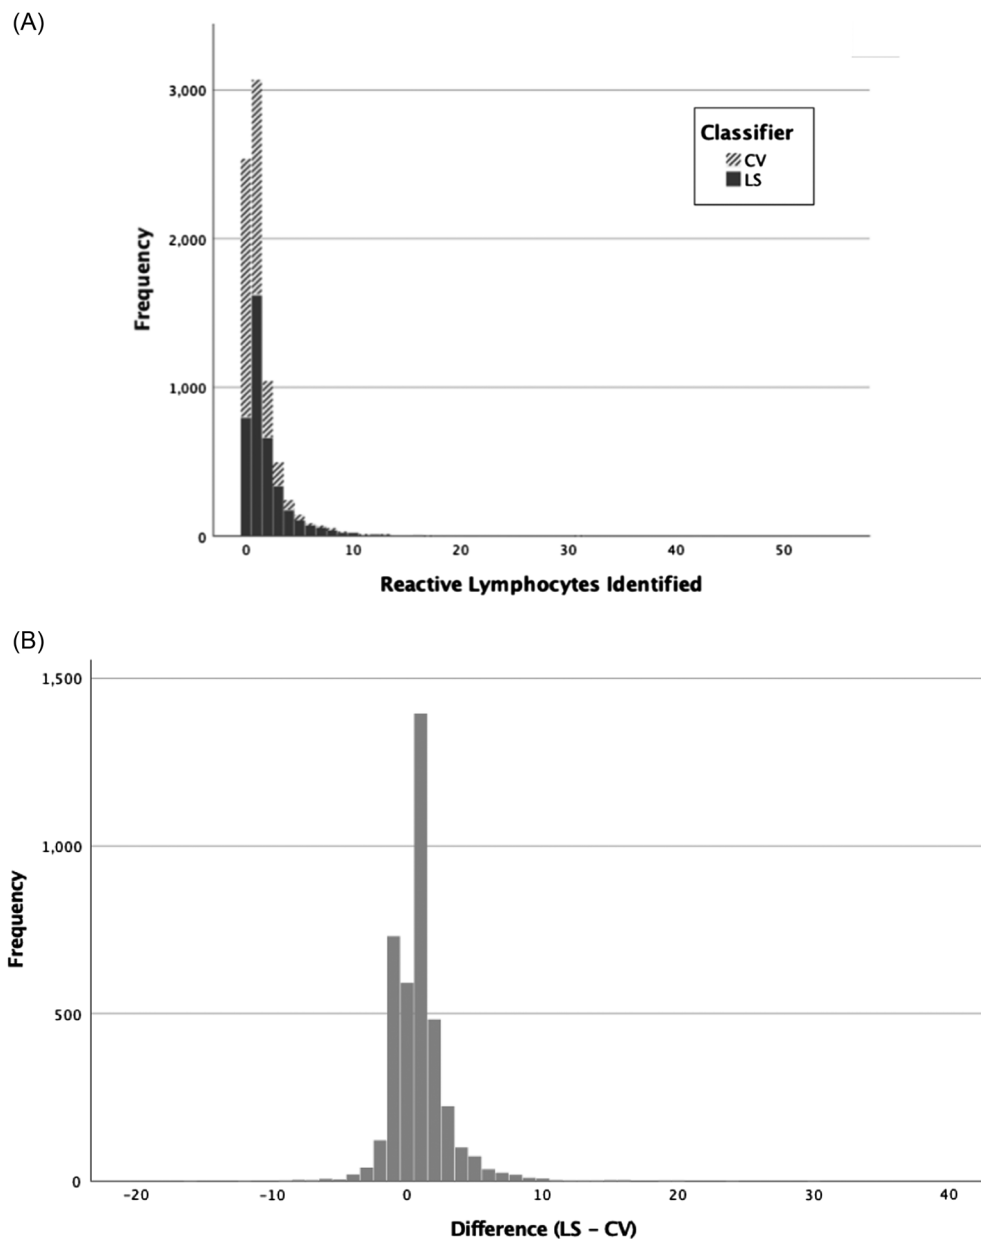 (A)
3,000
2,000
1,000
0
Frequency
Classifier
CV
LS
0 10 20 30 40 50
Reactive Lymphocytes Identified
(B)
1,500
1,000
500
0
Frequency
-20 -10 0 10 20 30 40
Difference (LS - CV)